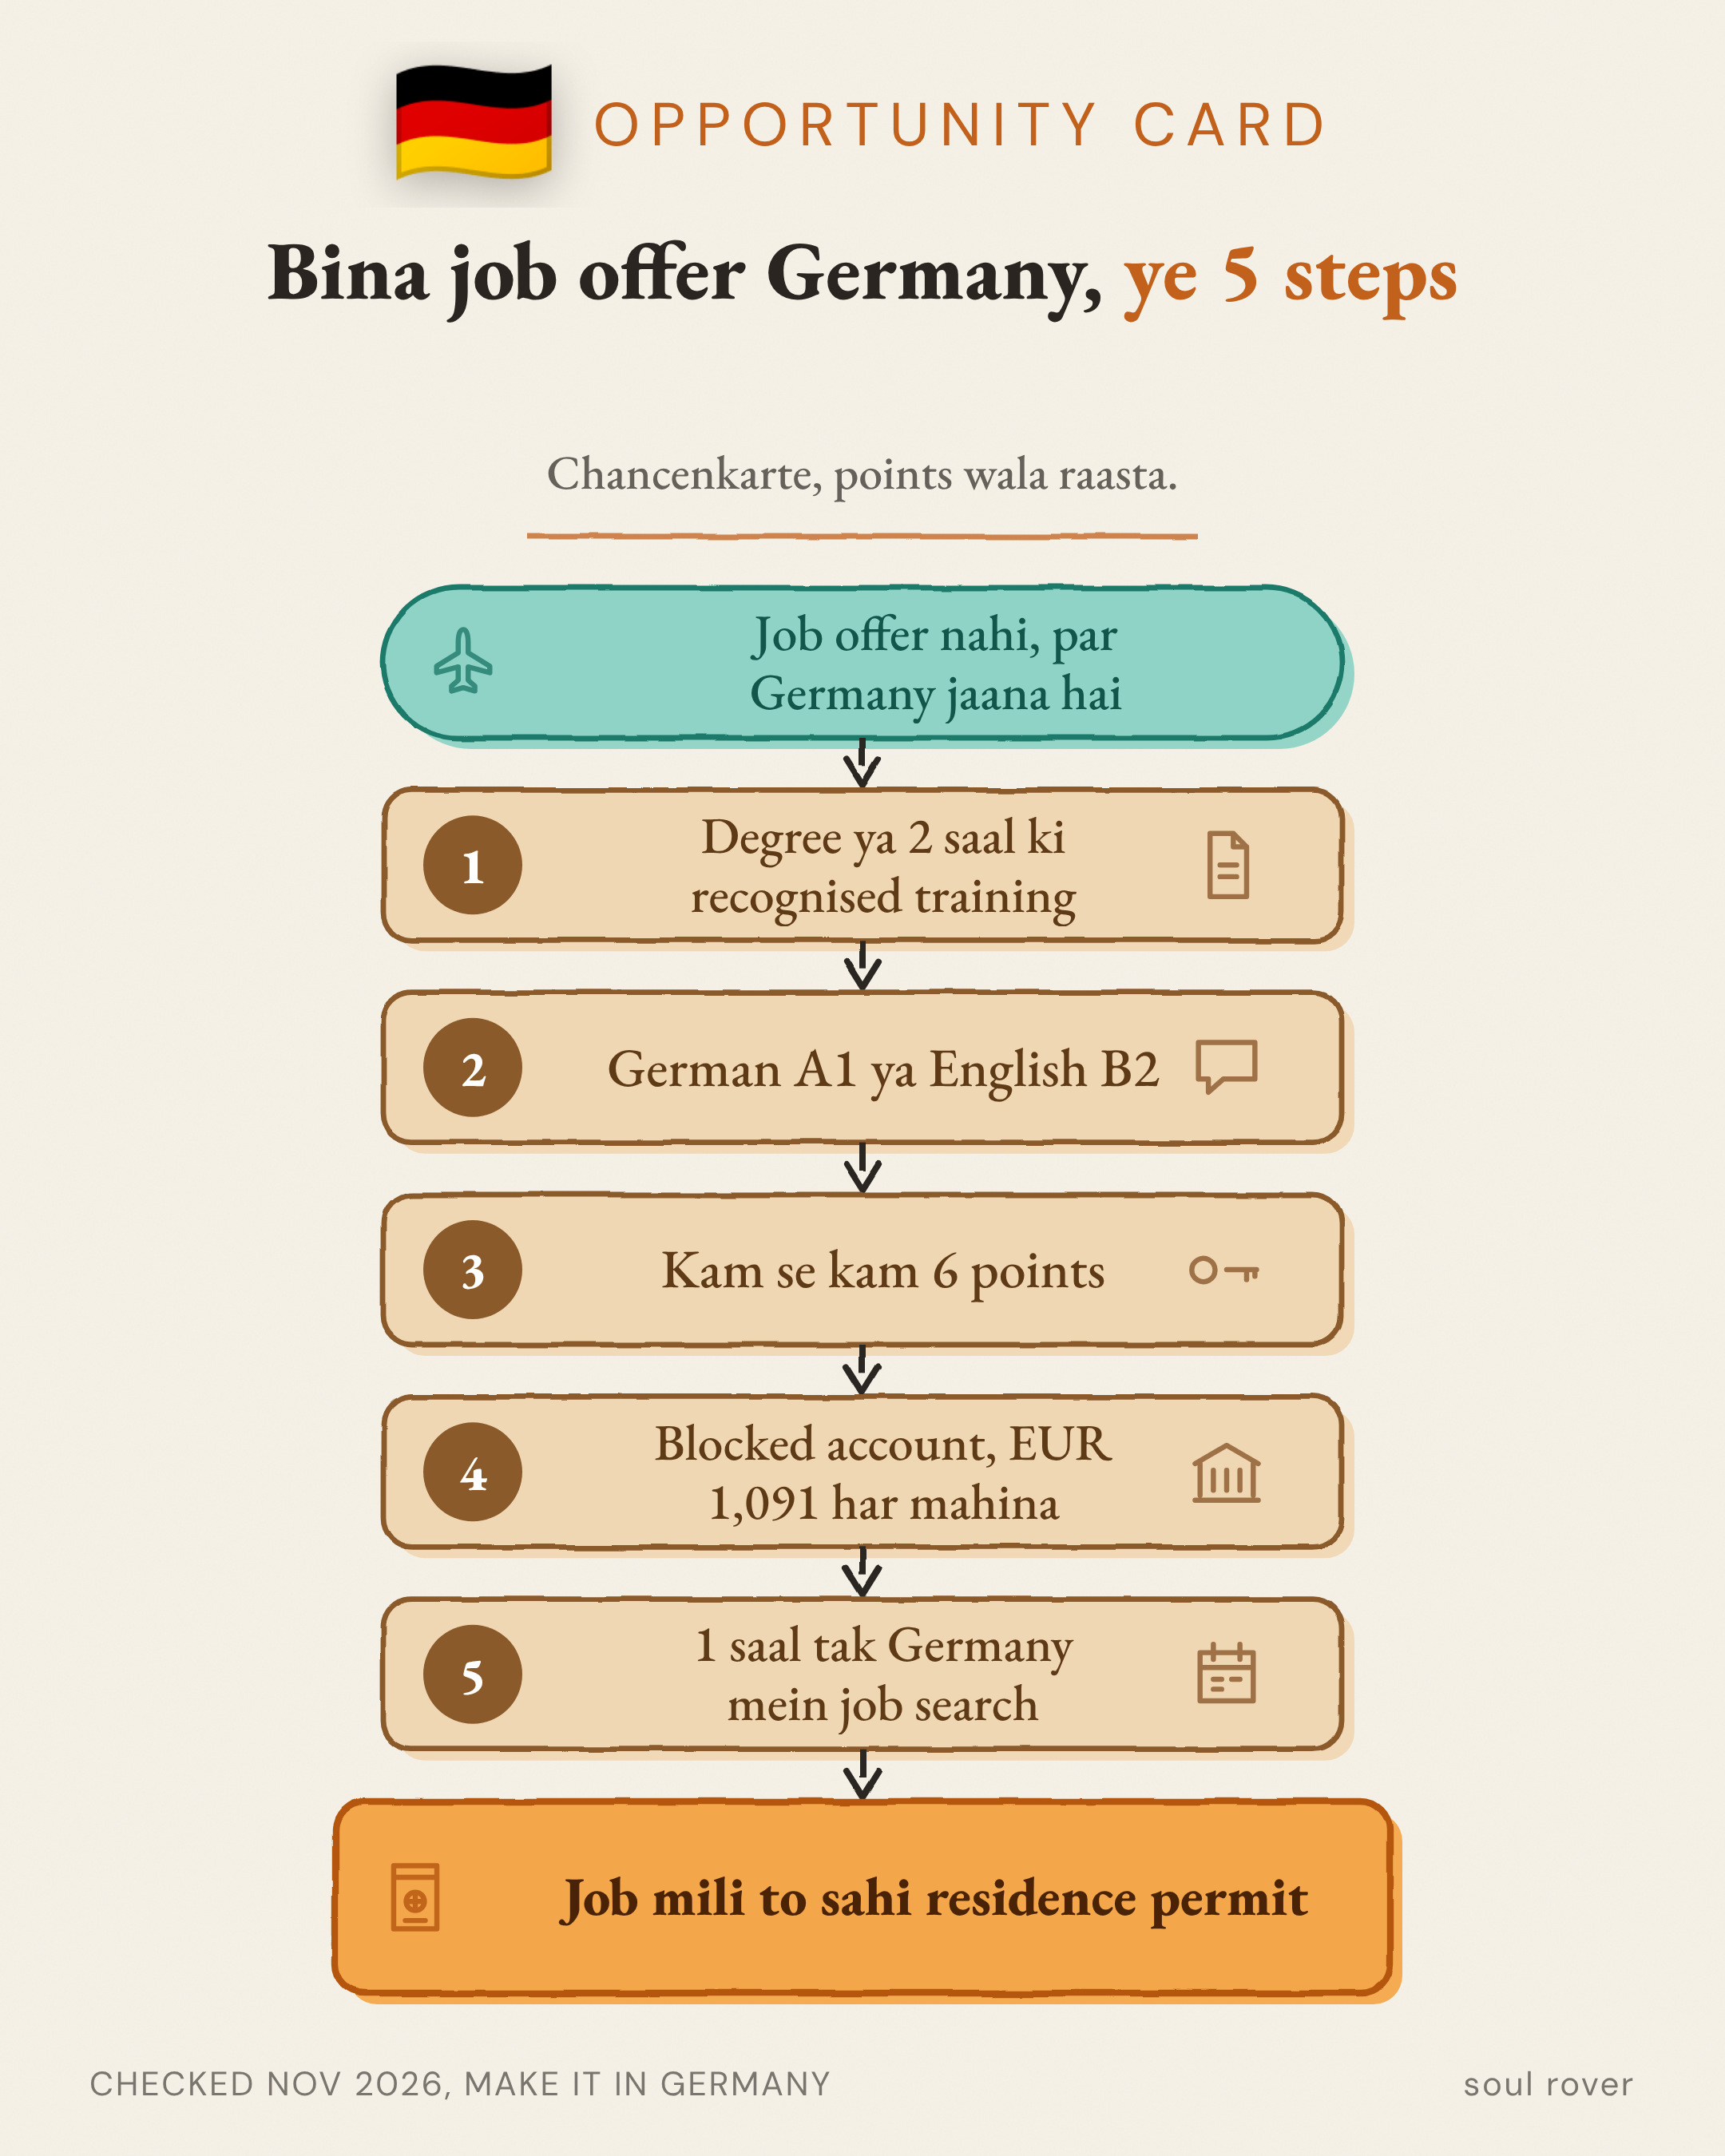 OPPORTUNITY CARD
Bina job offer Germany, ye 5 steps
Chancenkarte, points wala raasta.
Job offer nahi, par
Germany jaana hai
1
Degree ya 2 saal ki
recognised training
2
German A1 ya English B2
3
Kam se kam 6 points
4
Blocked account, EUR
1,091 har mahina
5
1 saal tak Germany
mein job search
Job mili to sahi residence permit
CHECKED NOV 2026, MAKE IT IN GERMANY
soul rover